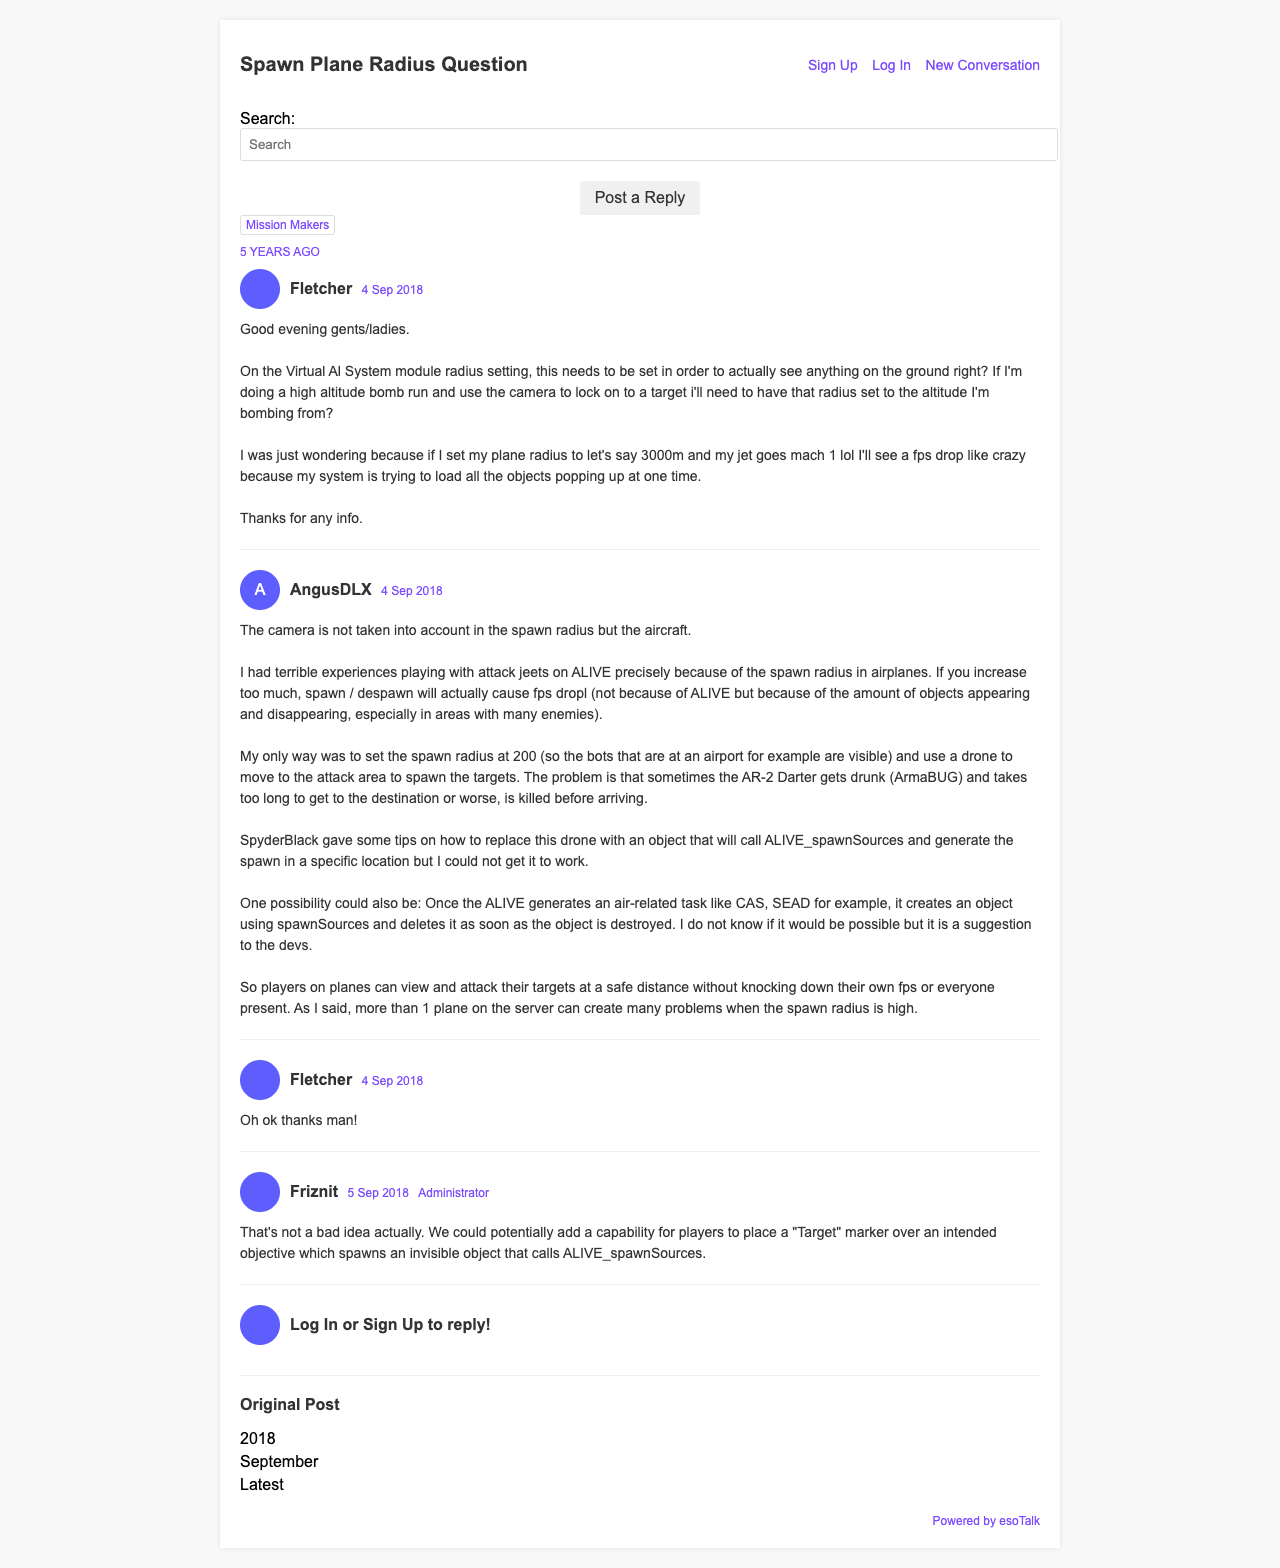 Spawn Plane Radius Question
Sign Up Log In New Conversation
Search:
Search
Post a Reply
Mission Makers
5 YEARS AGO
Fletcher 4 Sep 2018
Good evening gents/ladies.
On the Virtual AI System module radius setting, this needs to be set in order to actually see anything on the ground right? If I'm
doing a high altitude bomb run and use the camera to lock on to a target i'll need to have that radius set to the altitude I'm
bombing from?
I was just wondering because if I set my plane radius to let's say 3000m and my jet goes mach 1 lol I'll see a fps drop like crazy
because my system is trying to load all the objects popping up at one time.
Thanks for any info.
A AngusDLX 4 Sep 2018
The camera is not taken into account in the spawn radius but the aircraft.
I had terrible experiences playing with attack jeets on ALIVE precisely because of the spawn radius in airplanes. If you increase
too much, spawn / despawn will actually cause fps dropl (not because of ALIVE but because of the amount of objects appearing
and disappearing, especially in areas with many enemies).
My only way was to set the spawn radius at 200 (so the bots that are at an airport for example are visible) and use a drone to
move to the attack area to spawn the targets. The problem is that sometimes the AR-2 Darter gets drunk (ArmaBUG) and takes
too long to get to the destination or worse, is killed before arriving.
SpyderBlack gave some tips on how to replace this drone with an object that will call ALIVE_spawnSources and generate the
spawn in a specific location but I could not get it to work.
One possibility could also be: Once the ALIVE generates an air-related task like CAS, SEAD for example, it creates an object
using spawnSources and deletes it as soon as the object is destroyed. I do not know if it would be possible but it is a suggestion
to the devs.
So players on planes can view and attack their targets at a safe distance without knocking down their own fps or everyone
present. As I said, more than 1 plane on the server can create many problems when the spawn radius is high.
Fletcher 4 Sep 2018
Oh ok thanks man!
Friznit 5 Sep 2018 Administrator
That's not a bad idea actually. We could potentially add a capability for players to place a "Target" marker over an intended
objective which spawns an invisible object that calls ALIVE_spawnSources.
Log In or Sign Up to reply!
Original Post
2018
September
Latest
Powered by esoTalk